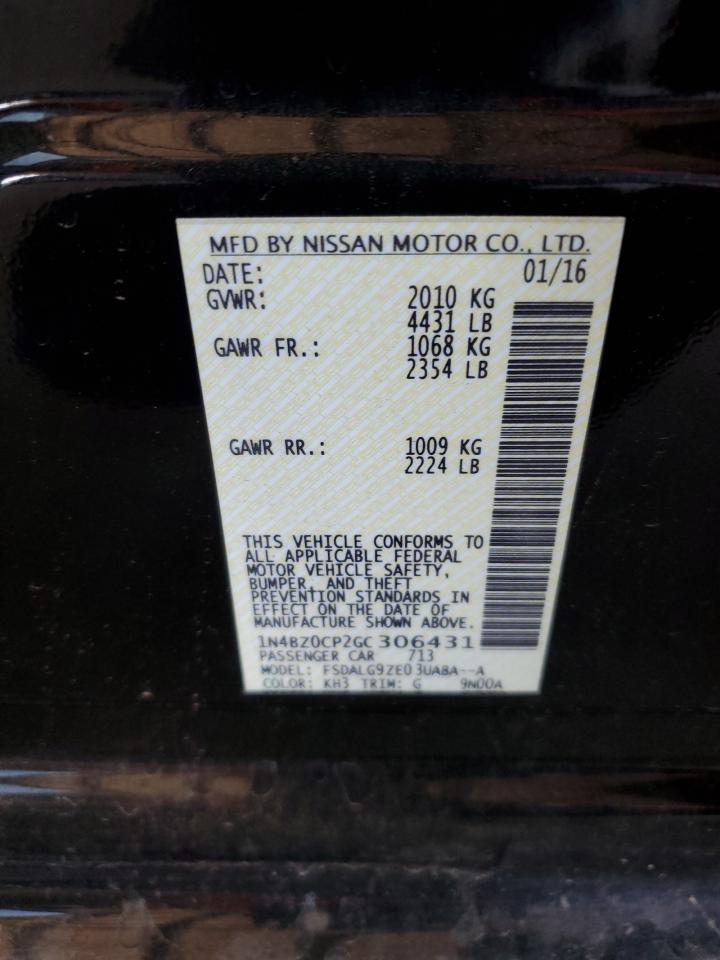 MFD BY NISSAN MOTOR CO., LTD.
DATE: 01/16
GVWR: 2010 KG
4431 LB
GAWR FR.: 1068 KG
2354 LB
GAWR RR.: 1009 KG
2224 LB
THIS VEHICLE CONFORMS TO
ALL APPLICABLE FEDERAL
MOTOR VEHICLE SAFETY,
BUMPER, AND THEFT
PREVENTION STANDARDS IN
EFFECT ON THE DATE OF
MANUFACTURE SHOWN ABOVE.
1N4BZ0CP2GC306431
PASSENGER CAR 713
MODEL: FSDALG9ZE03UABA--A
COLOR: KH3 TRIM: G 9N00A